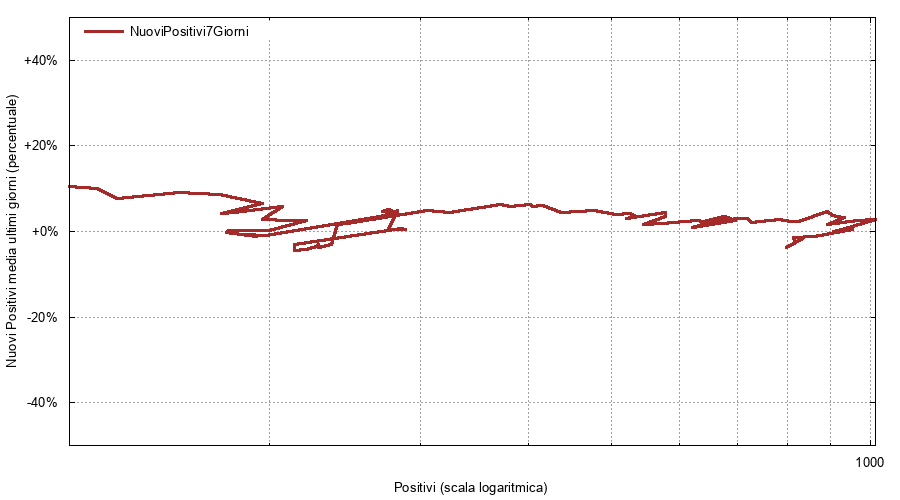 NuoviPositivi7Giorni
+40%
+20%
+0%
-20%
-40%
Nuovi Positivi media ultimi giorni (percentuale)
1000
Positivi (scala logaritmica)